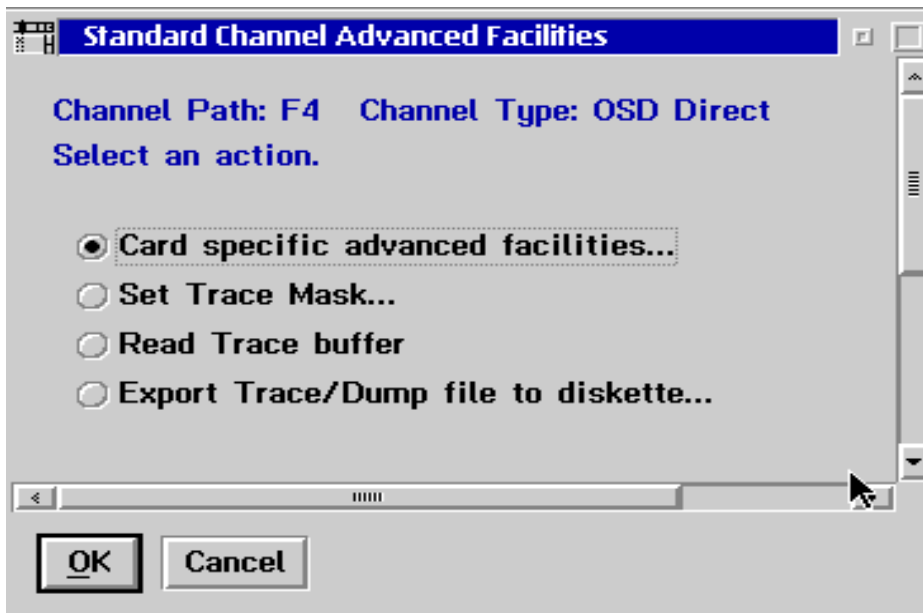 Standard Channel Advanced Facilities
Channel Path: F4 Channel Type: OSD Direct
Select an action.
Card specific advanced facilities...
Set Trace Mask...
Read Trace buffer
Export Trace/Dump file to diskette...
OK Cancel